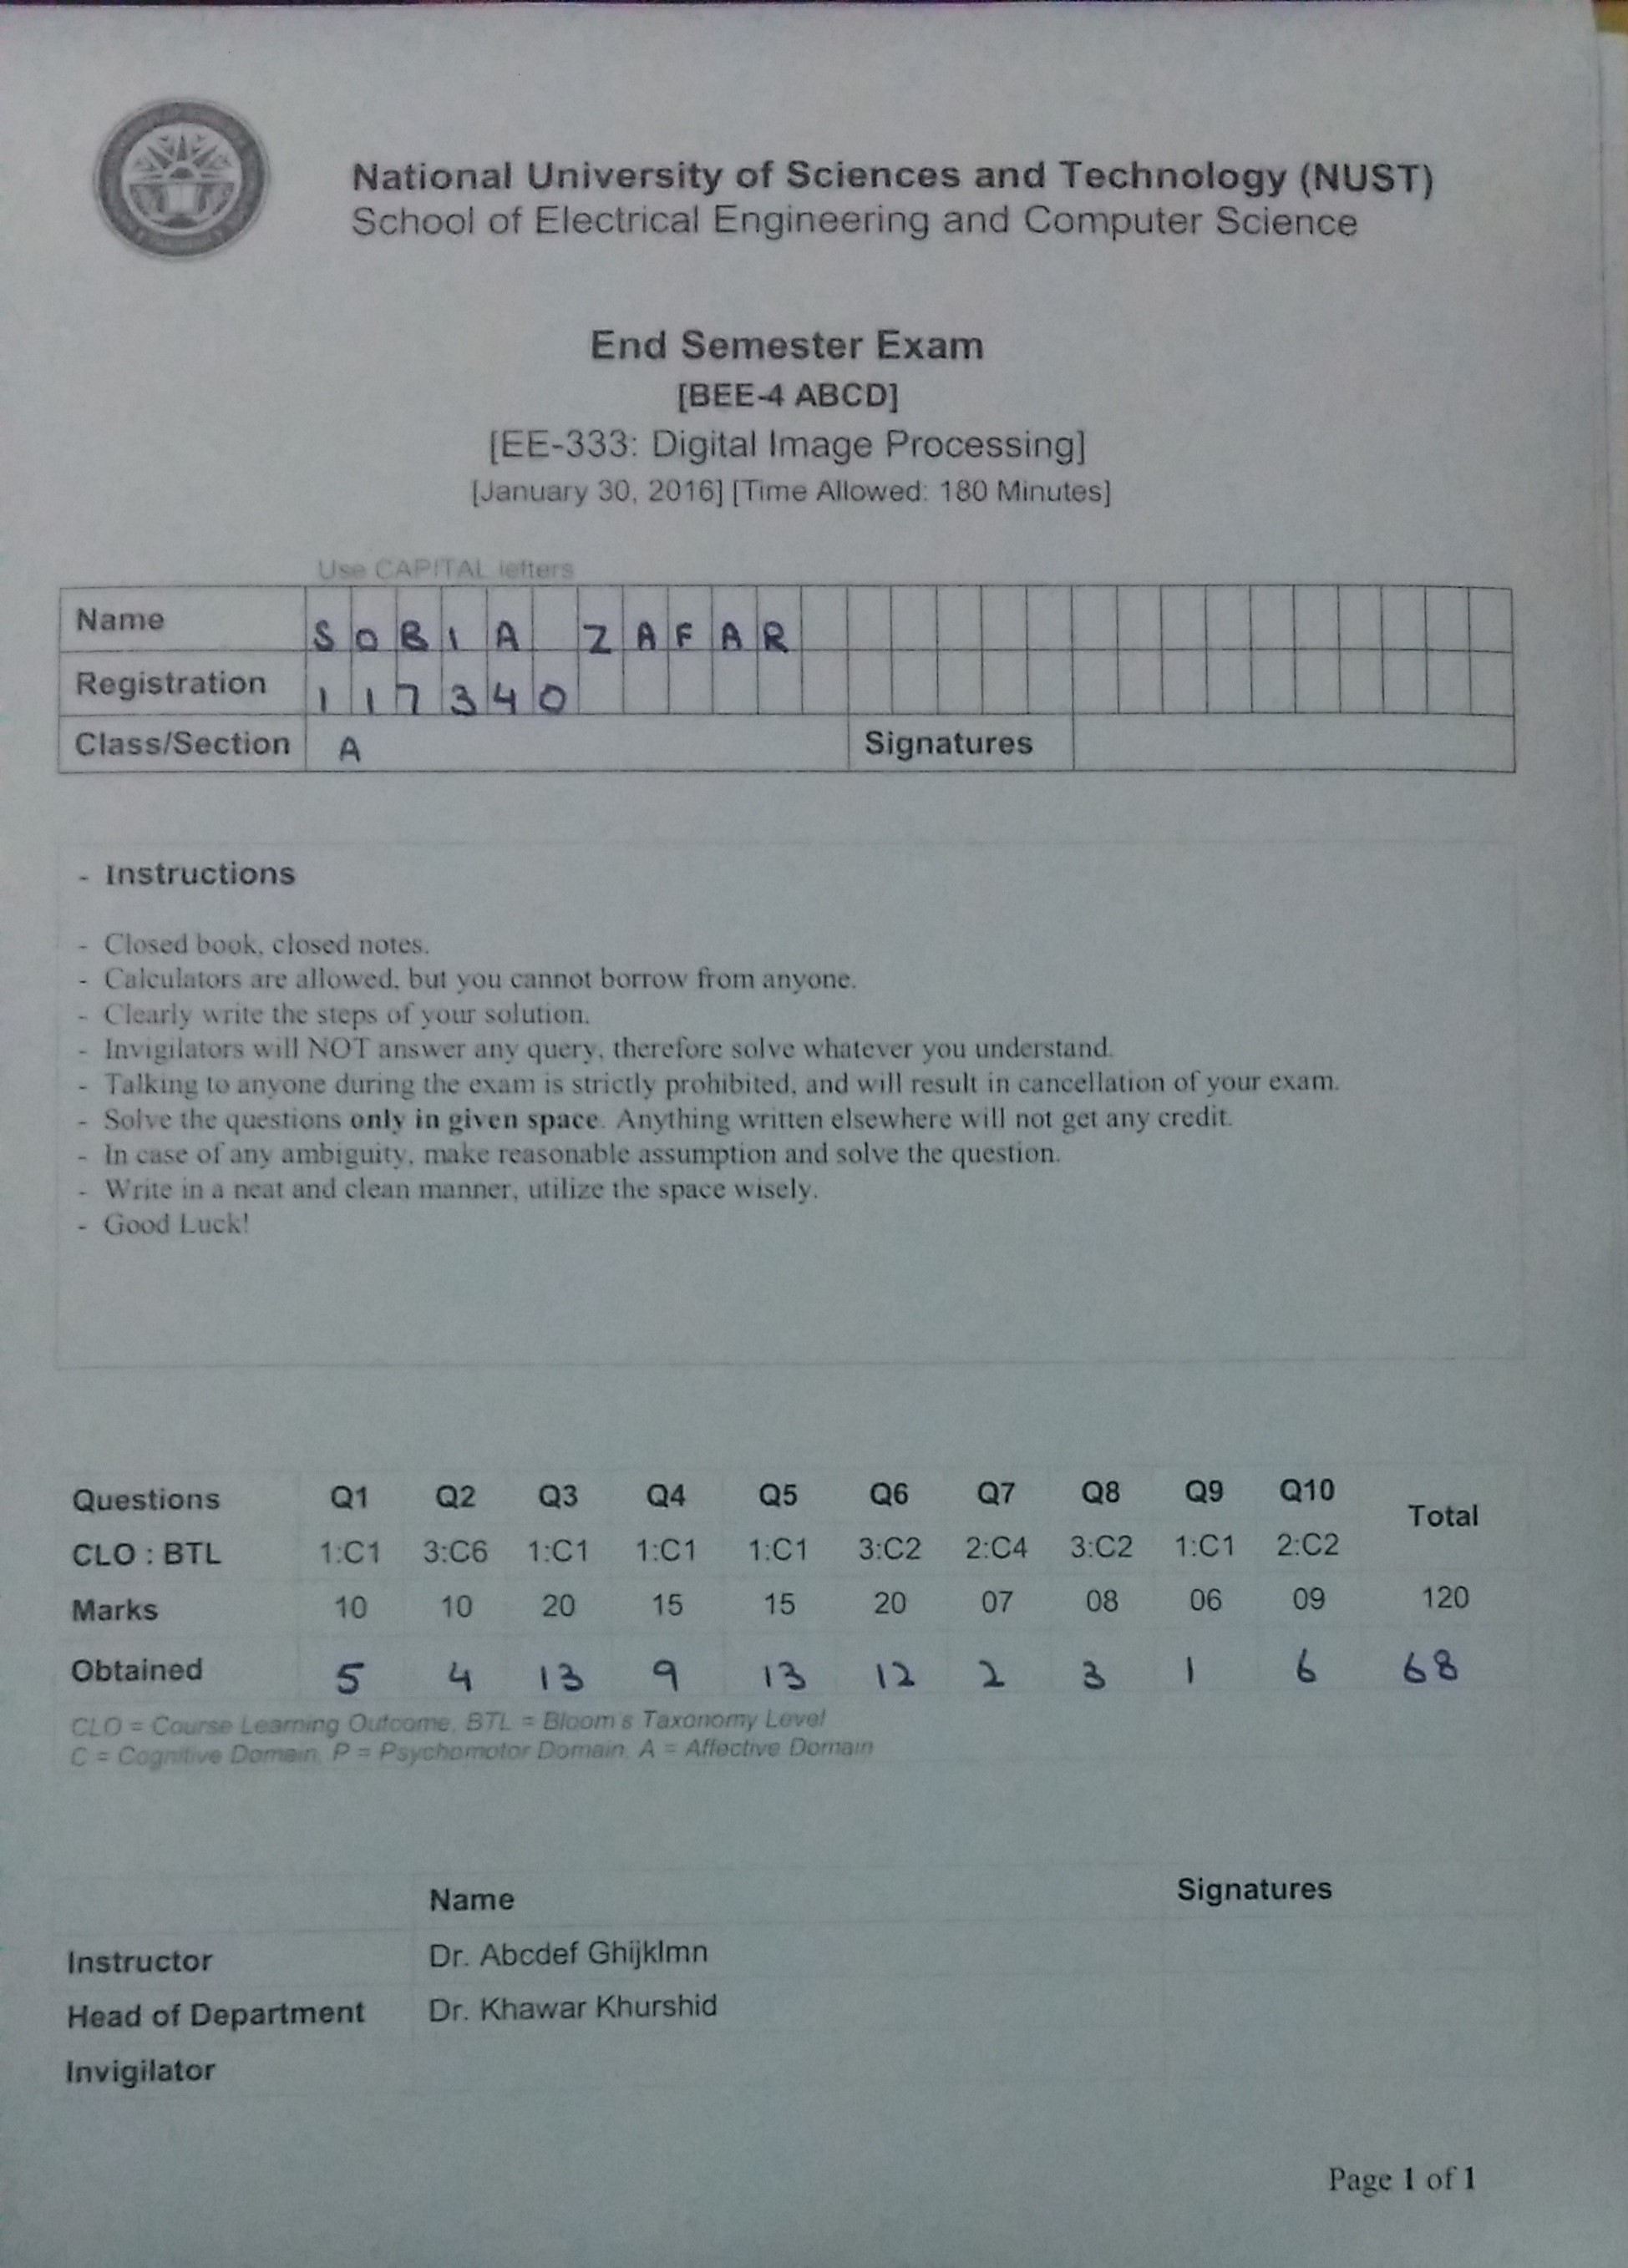 National University of Sciences and Technology (NUST)
School of Electrical Engineering and Computer Science
End Semester Exam
[BEE-4 ABCD]
[EE-333: Digital Image Processing]
[January 30, 2016] [Time Allowed: 180 Minutes]
Use CAPITAL letters
Name SOBIA ZAFAR
Registration 117340
Class/Section A Signatures
- Instructions
- Closed book, closed notes.
- Calculators are allowed, but you cannot borrow from anyone.
- Clearly write the steps of your solution.
- Invigilators will NOT answer any query, therefore solve whatever you understand.
- Talking to anyone during the exam is strictly prohibited, and will result in cancellation of your exam.
- Solve the questions only in given space. Anything written elsewhere will not get any credit.
- In case of any ambiguity, make reasonable assumption and solve the question.
- Write in a neat and clean manner, utilize the space wisely.
- Good Luck!
Questions Q1 Q2 Q3 Q4 Q5 Q6 Q7 Q8 Q9 Q10 Total
CLO : BTL 1:C1 3:C6 1:C1 1:C1 1:C1 3:C2 2:C4 3:C2 1:C1 2:C2
Marks 10 10 20 15 15 20 07 08 06 09 120
Obtained 5 4 13 9 13 12 2 3 1 6 68
CLO = Course Learning Outcome, BTL = Bloom's Taxonomy Level
C = Cognitive Domain, P = Psychomotor Domain, A = Affective Domain
Name Signatures
Instructor Dr. Abcdef Ghijklmn
Head of Department Dr. Khawar Khurshid
Invigilator
Page 1 of 1